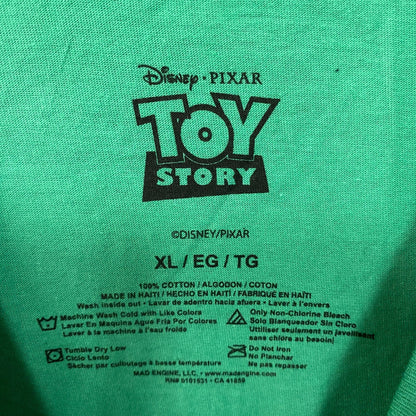 Disney · PIXAR
TOY
STORY
©DISNEY/PIXAR
XL / EG / TG
100% COTTON / ALGODON / COTON
MADE IN HAITI / HECHO EN HAITÍ / FABRIQUÉ EN HAÏTI
Wash inside out - Lavar de adentro hacia afuera - Laver à l'envers
Machine Wash Cold with Like Colors
Lavar En Maquina Agua Fria Por Colores
Laver à la machine à l'eau froide
Only Non-Chlorine Bleach
Solo Blanqueador Sin Cloro
Utiliser seulement un javellisant
sans chlore si nécessaire
Tumble Dry Low
Ciclo Lento
Sécher par culbutage à basse température
Do Not Iron
No Planchar
Ne pas repasser
MAD ENGINE, LLC. • www.madengine.com
RN# 0101531 • CA 41859